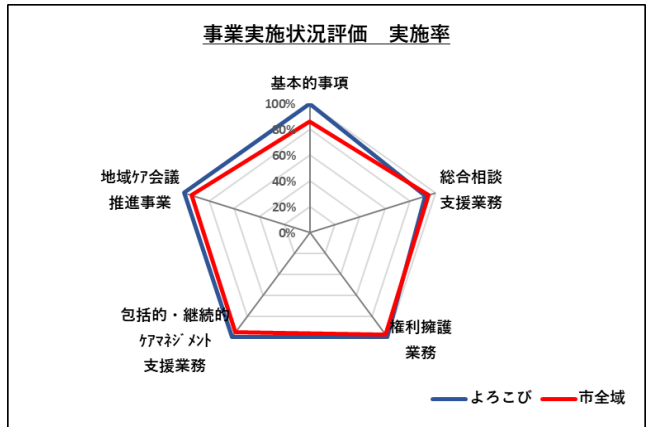 事業実施状況評価　実施率
基本的事項
100%
80%
60%
40%
20%
0%
総合相談
支援業務
権利擁護
業務
包括的・継続的
ｹｱﾏﾈｼﾞﾒﾝﾄ
支援業務
地域ｹｱ会議
推進事業
よろこび
市全域